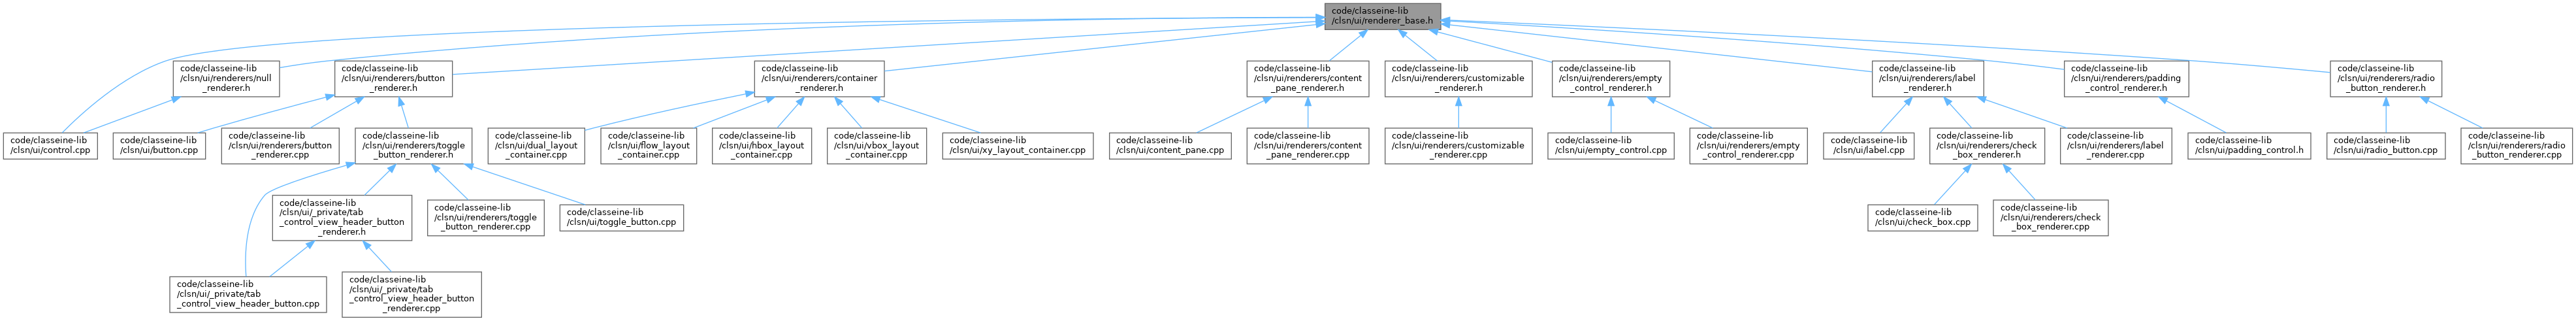 code/classeine-lib
/clsn/ui/renderer_base.h
code/classeine-lib
/clsn/ui/renderers/null
_renderer.h
code/classeine-lib
/clsn/ui/renderers/button
_renderer.h
code/classeine-lib
/clsn/ui/renderers/container
_renderer.h
code/classeine-lib
/clsn/ui/renderers/content
_pane_renderer.h
code/classeine-lib
/clsn/ui/renderers/customizable
_renderer.h
code/classeine-lib
/clsn/ui/renderers/empty
_control_renderer.h
code/classeine-lib
/clsn/ui/renderers/label
_renderer.h
code/classeine-lib
/clsn/ui/renderers/padding
_control_renderer.h
code/classeine-lib
/clsn/ui/renderers/radio
_button_renderer.h
code/classeine-lib
/clsn/ui/control.cpp
code/classeine-lib
/clsn/ui/button.cpp
code/classeine-lib
/clsn/ui/renderers/button
_renderer.cpp
code/classeine-lib
/clsn/ui/renderers/toggle
_button_renderer.h
code/classeine-lib
/clsn/ui/dual_layout
_container.cpp
code/classeine-lib
/clsn/ui/flow_layout
_container.cpp
code/classeine-lib
/clsn/ui/hbox_layout
_container.cpp
code/classeine-lib
/clsn/ui/vbox_layout
_container.cpp
code/classeine-lib
/clsn/ui/xy_layout_container.cpp
code/classeine-lib
/clsn/ui/content_pane.cpp
code/classeine-lib
/clsn/ui/renderers/content
_pane_renderer.cpp
code/classeine-lib
/clsn/ui/renderers/customizable
_renderer.cpp
code/classeine-lib
/clsn/ui/empty_control.cpp
code/classeine-lib
/clsn/ui/renderers/empty
_control_renderer.cpp
code/classeine-lib
/clsn/ui/label.cpp
code/classeine-lib
/clsn/ui/renderers/check
_box_renderer.h
code/classeine-lib
/clsn/ui/renderers/label
_renderer.cpp
code/classeine-lib
/clsn/ui/padding_control.h
code/classeine-lib
/clsn/ui/radio_button.cpp
code/classeine-lib
/clsn/ui/renderers/radio
_button_renderer.cpp
code/classeine-lib
/clsn/ui/_private/tab
_control_view_header_button
_renderer.h
code/classeine-lib
/clsn/ui/renderers/toggle
_button_renderer.cpp
code/classeine-lib
/clsn/ui/toggle_button.cpp
code/classeine-lib
/clsn/ui/check_box.cpp
code/classeine-lib
/clsn/ui/renderers/check
_box_renderer.cpp
code/classeine-lib
/clsn/ui/_private/tab
_control_view_header_button.cpp
code/classeine-lib
/clsn/ui/_private/tab
_control_view_header_button
_renderer.cpp